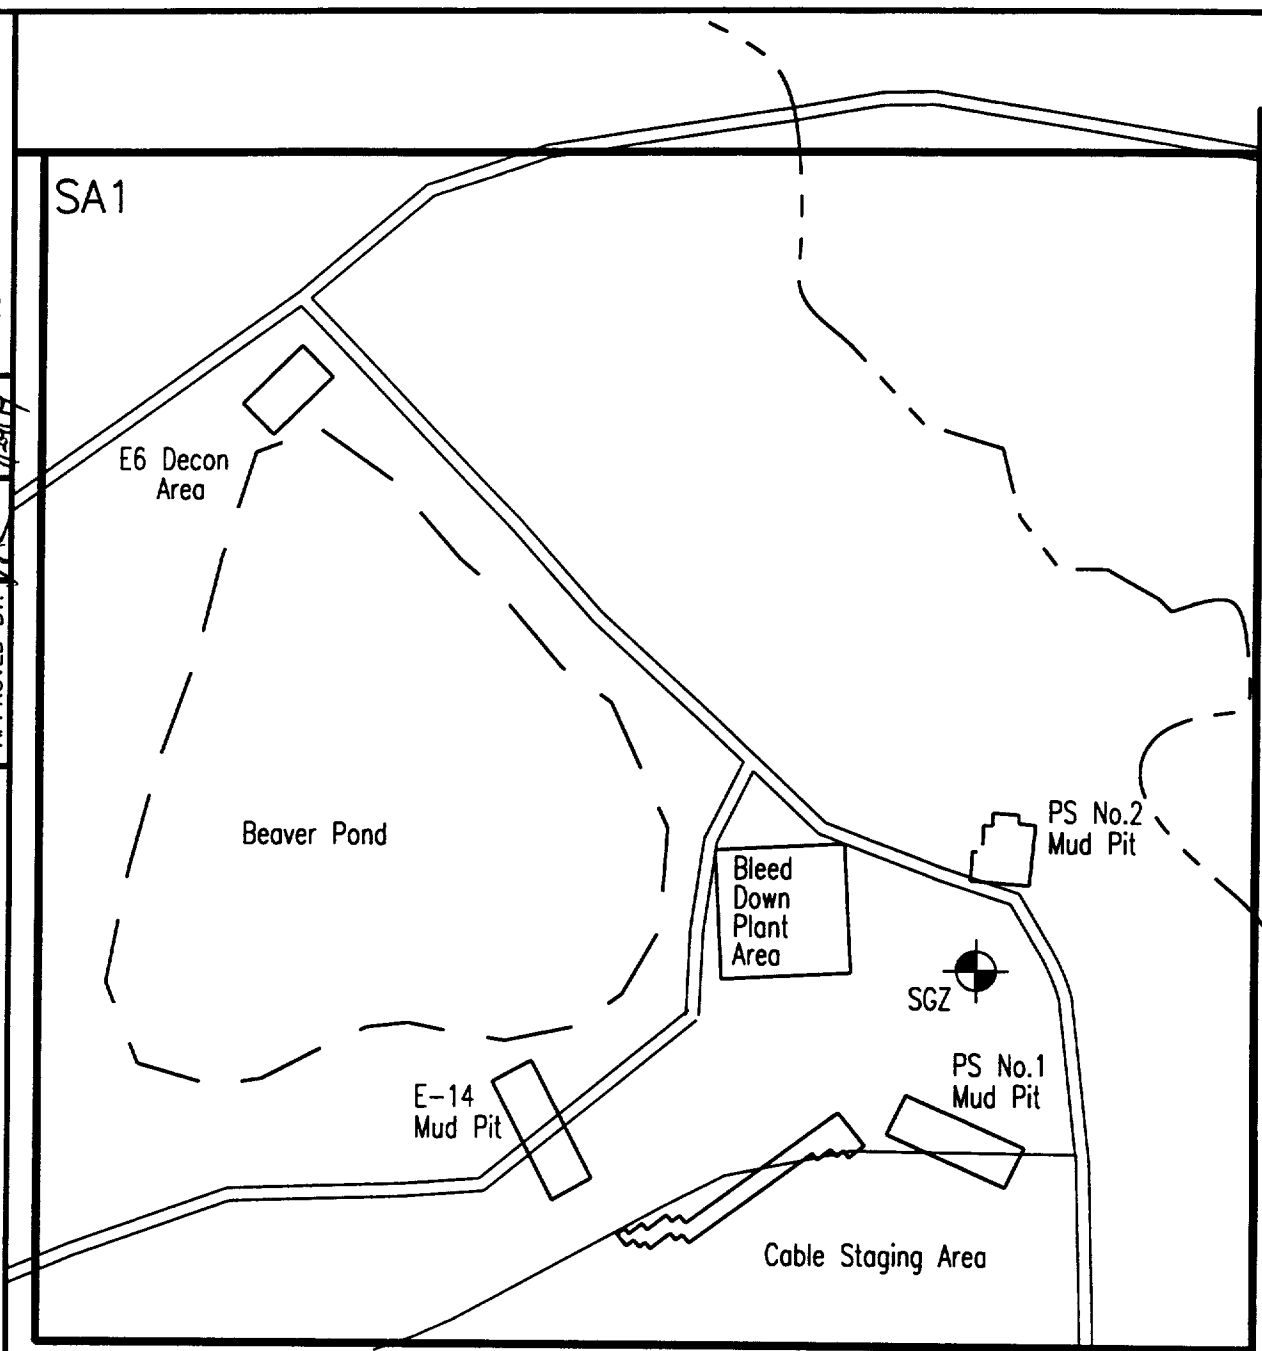 SA1
E6 Decon
Area
Beaver Pond
PS No.2
Mud Pit
Bleed
Down
Plant
Area
SGZ
PS No.1
Mud Pit
E-14
Mud Pit
Cable Staging Area